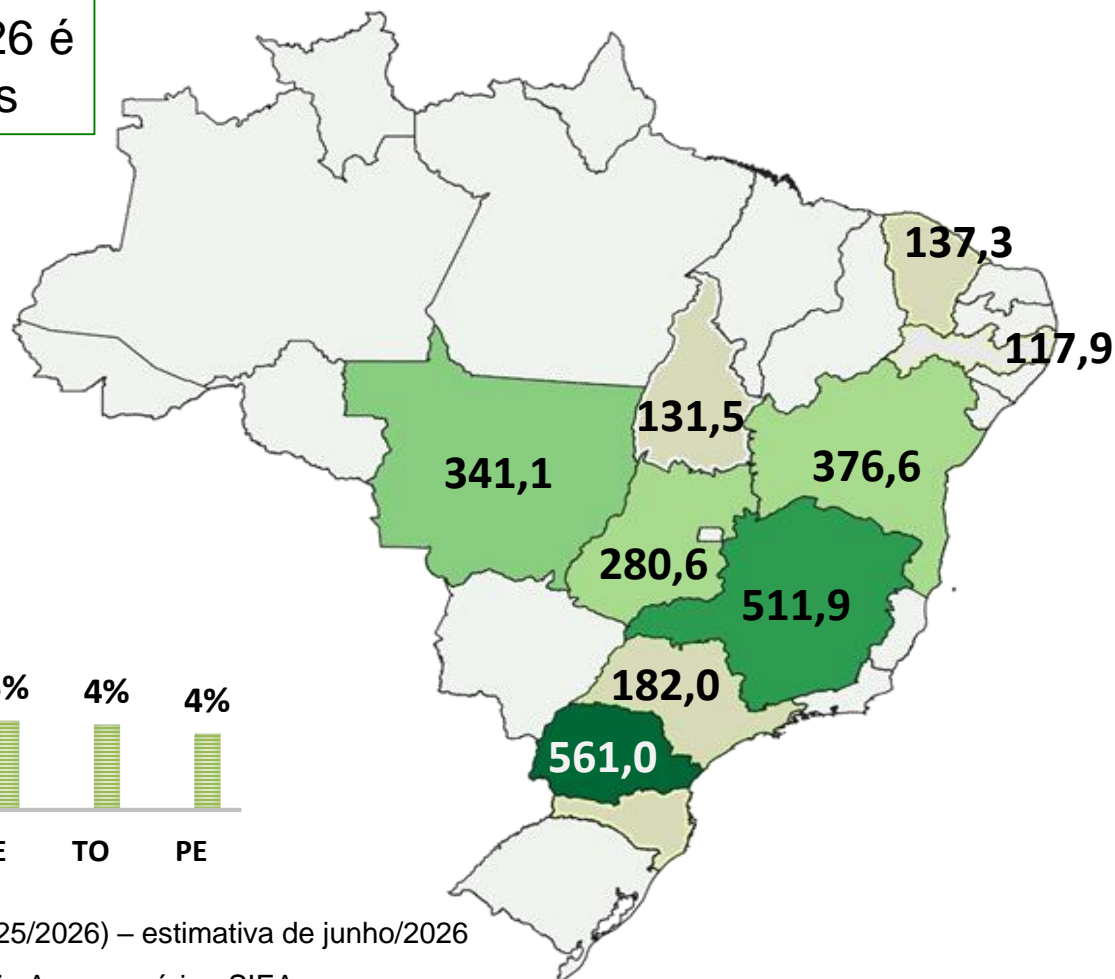 26 é
s
137,3
117,9
131,5
341,1
376,6
280,6
511,9
182,0
561,0
% 4% 4%
E TO PE
25/2026) – estimativa de junho/2026